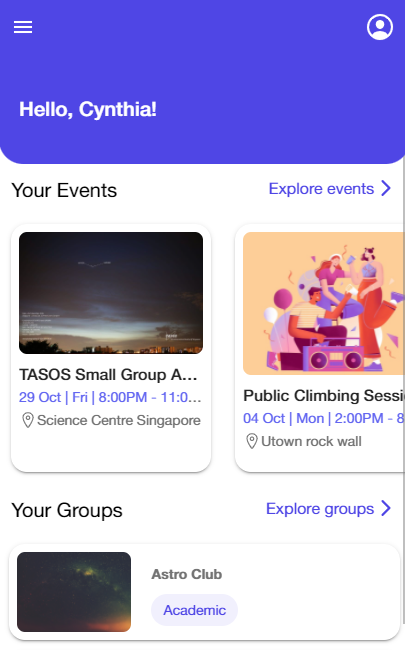 Hello, Cynthia!
Your Events
Explore events
TASOS Small Group A...
29 Oct | Fri | 8:00PM - 11:0...
Science Centre Singapore
Public Climbing Sessi
04 Oct | Mon | 2:00PM - 8
Utown rock wall
Your Groups
Explore groups
Astro Club
Academic